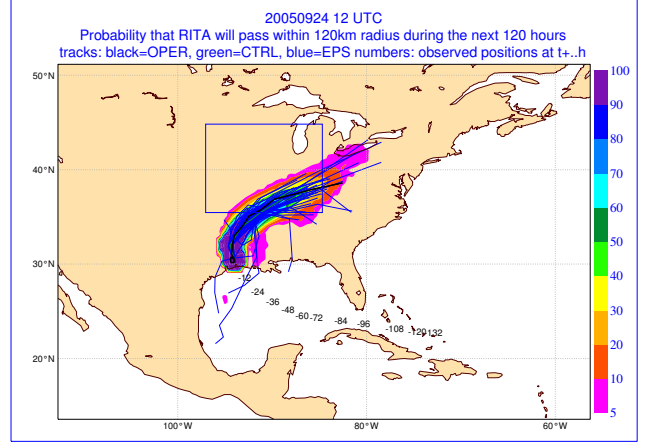 20050924 12 UTC
Probability that RITA will pass within 120km radius during the next 120 hours
tracks: black=OPER, green=CTRL, blue=EPS numbers: observed positions at t+..h
50°N
40°N
30°N
20°N
100°W
80°W
60°W
-12
-24
-36
-48
-60
-72
-84
-96
-108
-120
132
100
90
80
70
60
50
40
30
20
10
5